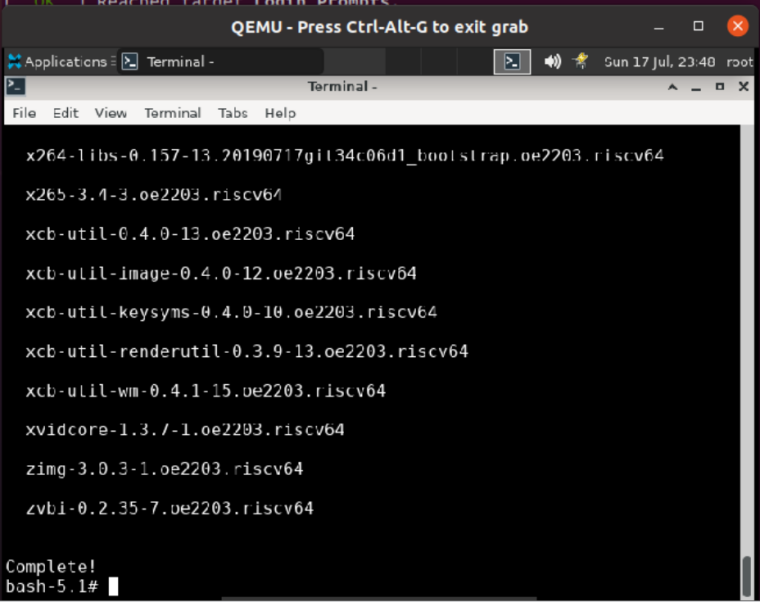 OK ] Reached target Login Prompts.
QEMU - Press Ctrl-Alt-G to exit grab
Applications Terminal - Sun 17 Jul, 23:40 root
Terminal -
File Edit View Terminal Tabs Help
x264-libs-0.157-13.20190717git34c06d1_bootstrap.oe2203.riscv64
x265-3.4-3.oe2203.riscv64
xcb-util-0.4.0-13.oe2203.riscv64
xcb-util-image-0.4.0-12.oe2203.riscv64
xcb-util-keysyms-0.4.0-10.oe2203.riscv64
xcb-util-renderutil-0.3.9-13.oe2203.riscv64
xcb-util-wm-0.4.1-15.oe2203.riscv64
xvidcore-1.3.7-1.oe2203.riscv64
zimg-3.0.3-1.oe2203.riscv64
zvbi-0.2.35-7.oe2203.riscv64
Complete!
bash-5.1#